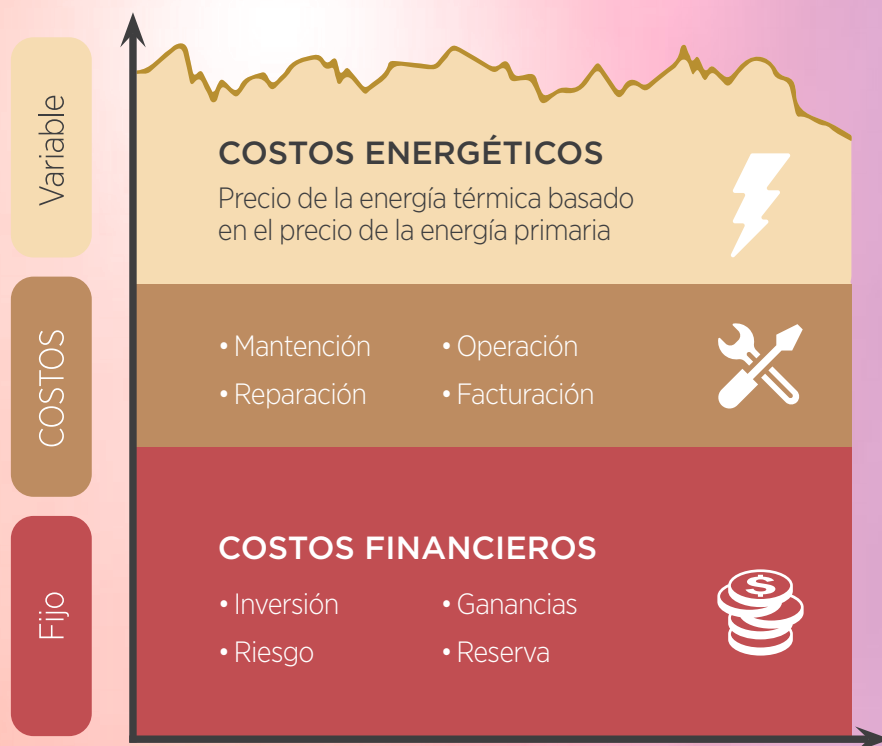 Variable
COSTOS ENERGÉTICOS
Precio de la energía térmica basado
en el precio de la energía primaria
COSTOS
• Mantención • Operación
• Reparación • Facturación
Fijo
COSTOS FINANCIEROS
• Inversión • Ganancias
• Riesgo • Reserva
$